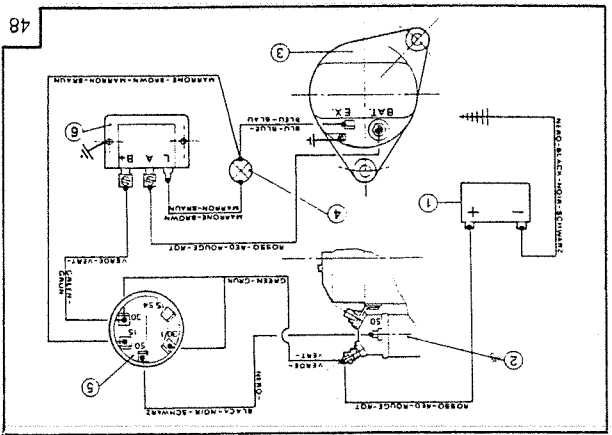 ROSSO-RED-ROUGE-ROT
NERO-
BLACK-NOIR-SCHWARZ
2
VERDE-
VERT-
50
5
50
30/1
15
30
15 54
GREEN-GRUN
GREEN-
GRUN
VERDE-VERT-
NERO-BLACK-NOIR-SCHWARZ
- +
1
ROSSO-RED-ROUGE-ROT
4
MARRONE-BROWN
MARRON-BRAUN
L A B+
6
BAT. EX.
BLU-BLUE-
BLEU-BLAU
3
MARRONE-BROWN-MARRON-BRAUN
48